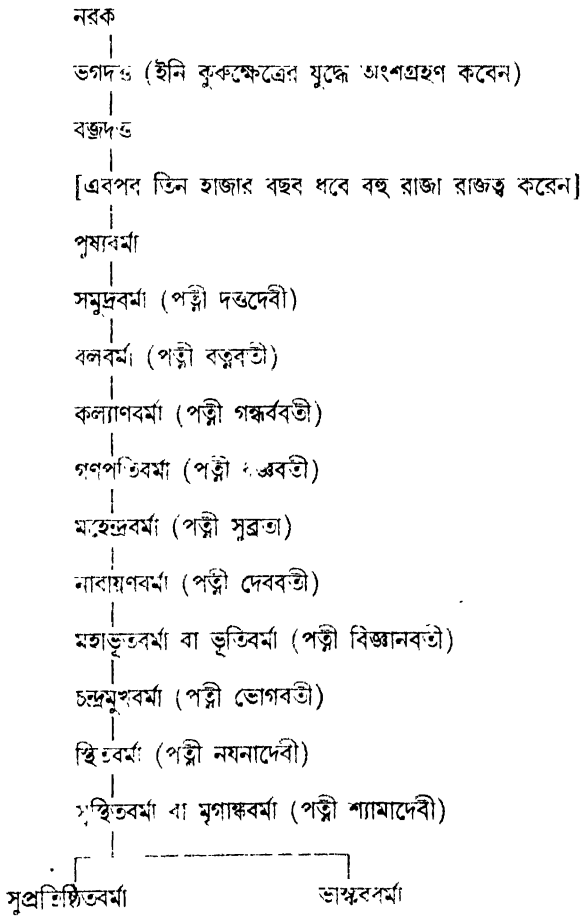 নরক
ভগদত্ত (ইনি কুরুক্ষেত্রের যুদ্ধে অংশগ্রহণ করেন)
বজ্রদত্ত
[এরপর তিন হাজার বছর ধরে বহু রাজা রাজত্ব করেন]
পুষ্যবর্মা
সমুদ্রবর্মা (পত্নী দত্তদেবী)
বলবর্মা (পত্নী রত্নবতী)
কল্যাণবর্মা (পত্নী গন্ধর্ববতী)
গণপতিবর্মা (পত্নী যজ্ঞবতী)
মহেন্দ্রবর্মা (পত্নী সুব্রতা)
নারায়ণবর্মা (পত্নী দেববতী)
মহাভূতবর্মা বা ভূতিবর্মা (পত্নী বিজ্ঞানবতী)
চন্দ্রমুখবর্মা (পত্নী ভোগবতী)
স্থিতবর্মা (পত্নী নয়নাদেবী)
সুস্থিতবর্মা বা মৃগাঙ্কবর্মা (পত্নী শ্যামাদেবী)
সুপ্রতিষ্ঠিতবর্মা ভাস্করবর্মা